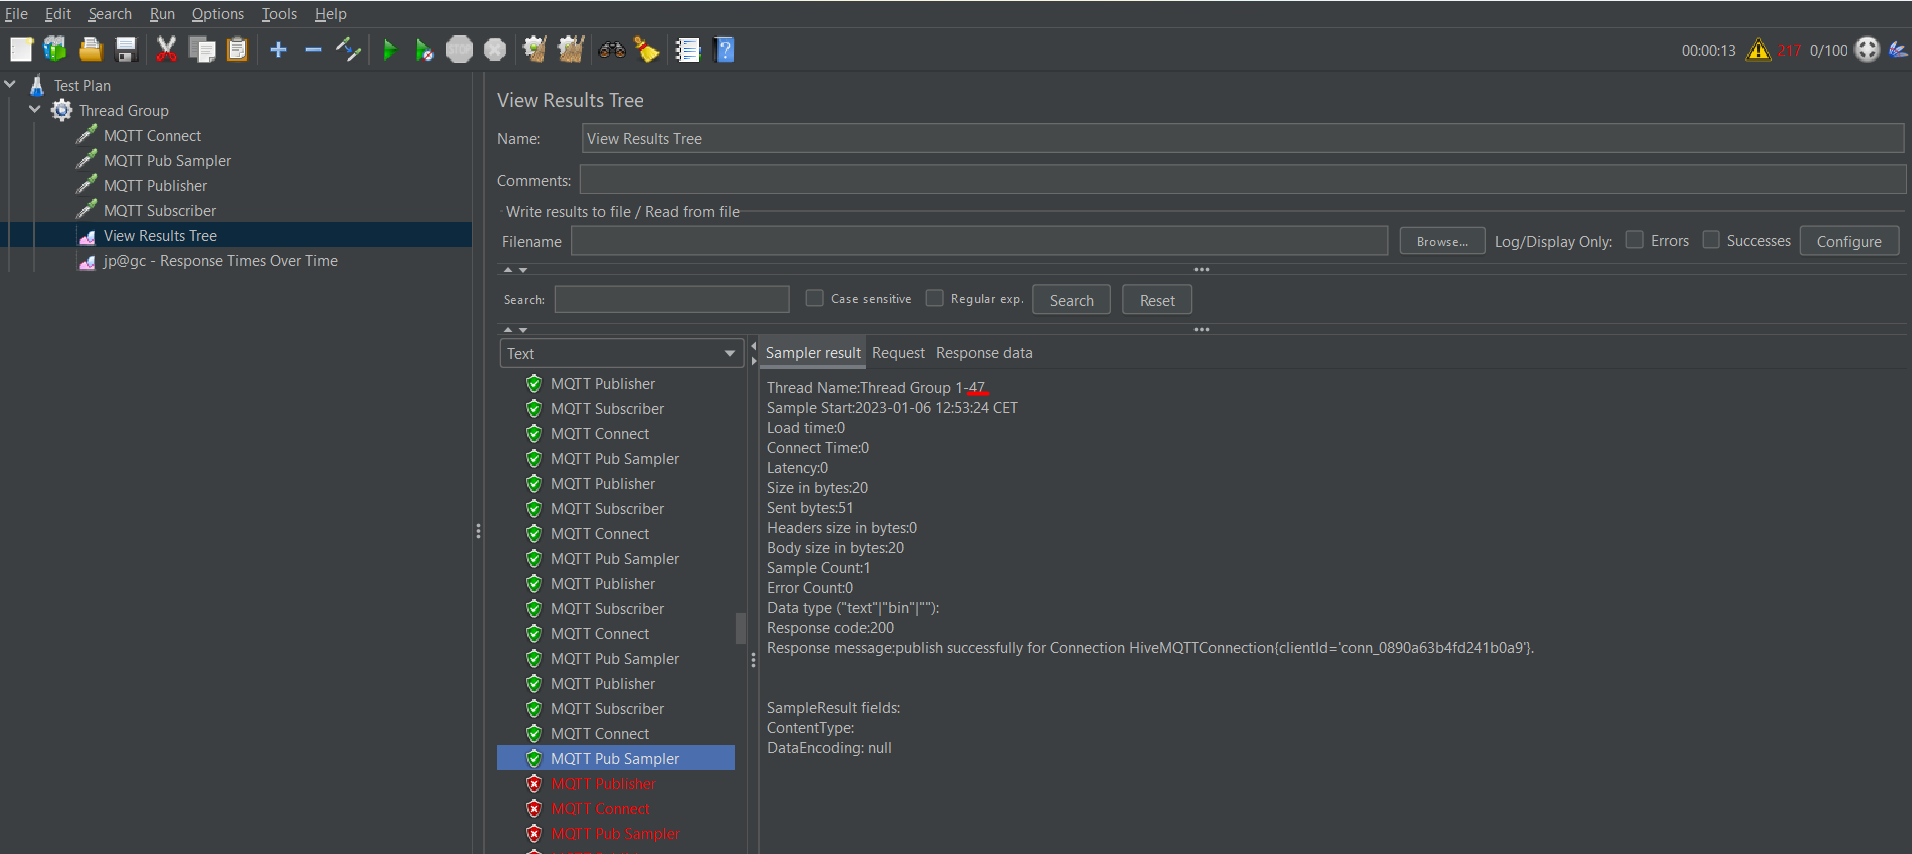 File Edit Search Run Options Tools Help
STOP
00:00:13 217 0/100
Test Plan
Thread Group
MQTT Connect
MQTT Pub Sampler
MQTT Publisher
MQTT Subscriber
View Results Tree
jp@gc - Response Times Over Time
View Results Tree
Name: View Results Tree
Comments:
Write results to file / Read from file
Filename Browse... Log/Display Only: Errors Successes Configure
Search: Case sensitive Regular exp. Search Reset
Text
MQTT Publisher
MQTT Subscriber
MQTT Connect
MQTT Pub Sampler
MQTT Publisher
MQTT Subscriber
MQTT Connect
MQTT Pub Sampler
MQTT Publisher
MQTT Subscriber
MQTT Connect
MQTT Pub Sampler
MQTT Publisher
MQTT Subscriber
MQTT Connect
MQTT Pub Sampler
MQTT Publisher
MQTT Connect
MQTT Pub Sampler
Sampler result Request Response data
Thread Name:Thread Group 1-47
Sample Start:2023-01-06 12:53:24 CET
Load time:0
Connect Time:0
Latency:0
Size in bytes:20
Sent bytes:51
Headers size in bytes:0
Body size in bytes:20
Sample Count:1
Error Count:0
Data type ("text"|"bin"|""):
Response code:200
Response message:publish successfully for Connection HiveMQTTConnection{clientId='conn_0890a63b4fd241b0a9'}.
SampleResult fields:
ContentType:
DataEncoding: null